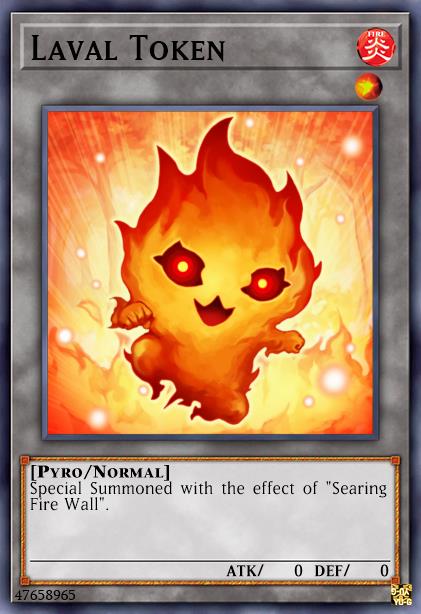 Laval Token
FIRE
炎
[Pyro/Normal]
Special Summoned with the effect of "Searing
Fire Wall".
ATK/ 0 DEF/ 0
47658965